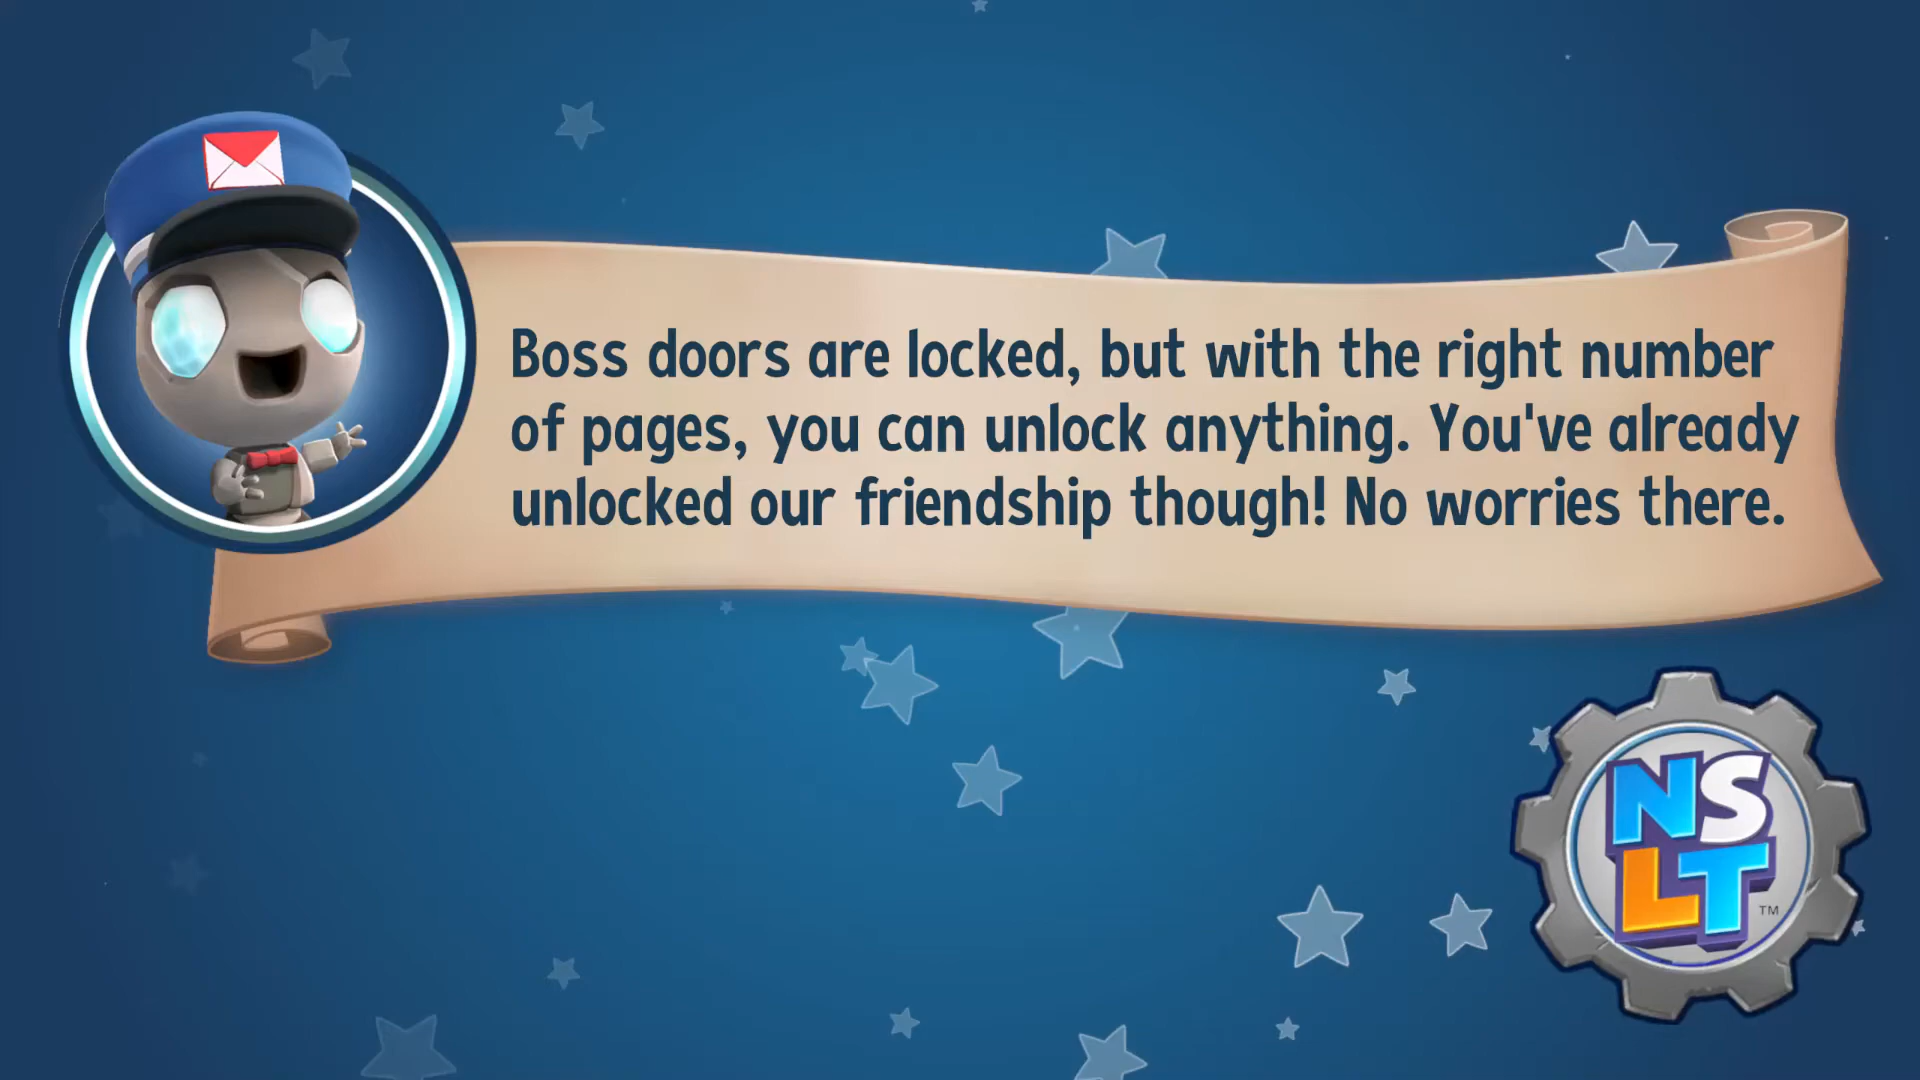 Boss doors are locked, but with the right number
of pages, you can unlock anything. You've already
unlocked our friendship though! No worries there.
NS
LT
TM